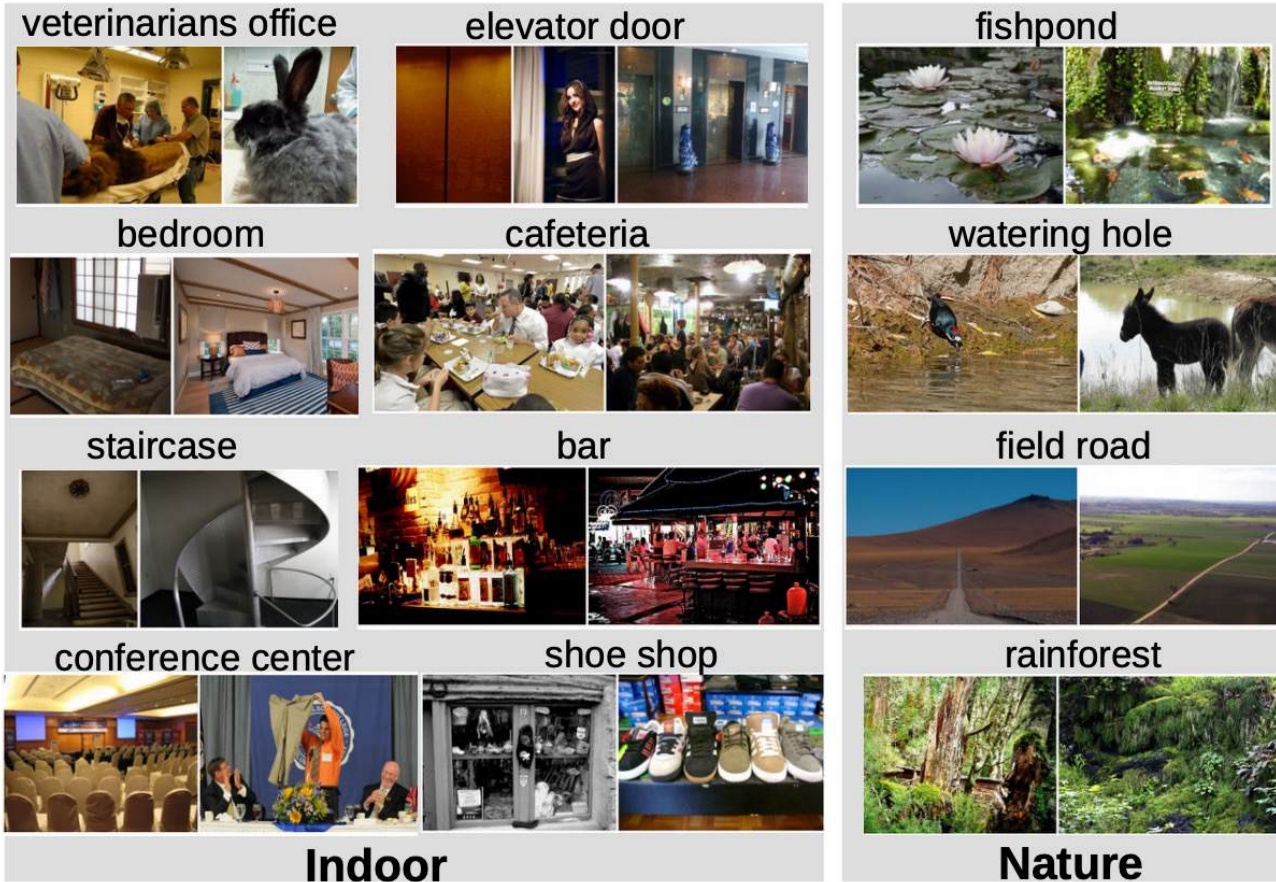 veterinarians office
elevator door
fishpond
bedroom
cafeteria
watering hole
staircase
bar
field road
conference center
shoe shop
rainforest
Indoor
Nature